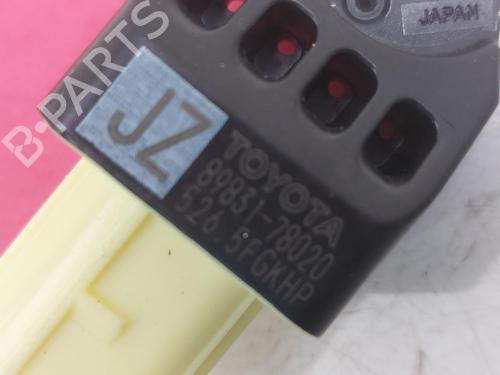 JAPAN
JZ
TOYOTA
89831-78020
526.5FGKHP
B-PARTS